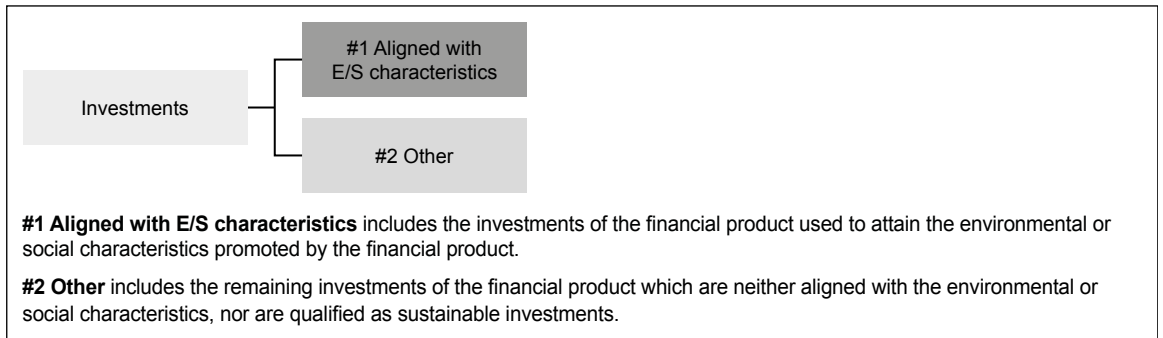 #1 Aligned with
E/S characteristics
Investments
#2 Other
#1 Aligned with E/S characteristics includes the investments of the financial product used to attain the environmental or
social characteristics promoted by the financial product.
#2 Other includes the remaining investments of the financial product which are neither aligned with the environmental or
social characteristics, nor are qualified as sustainable investments.